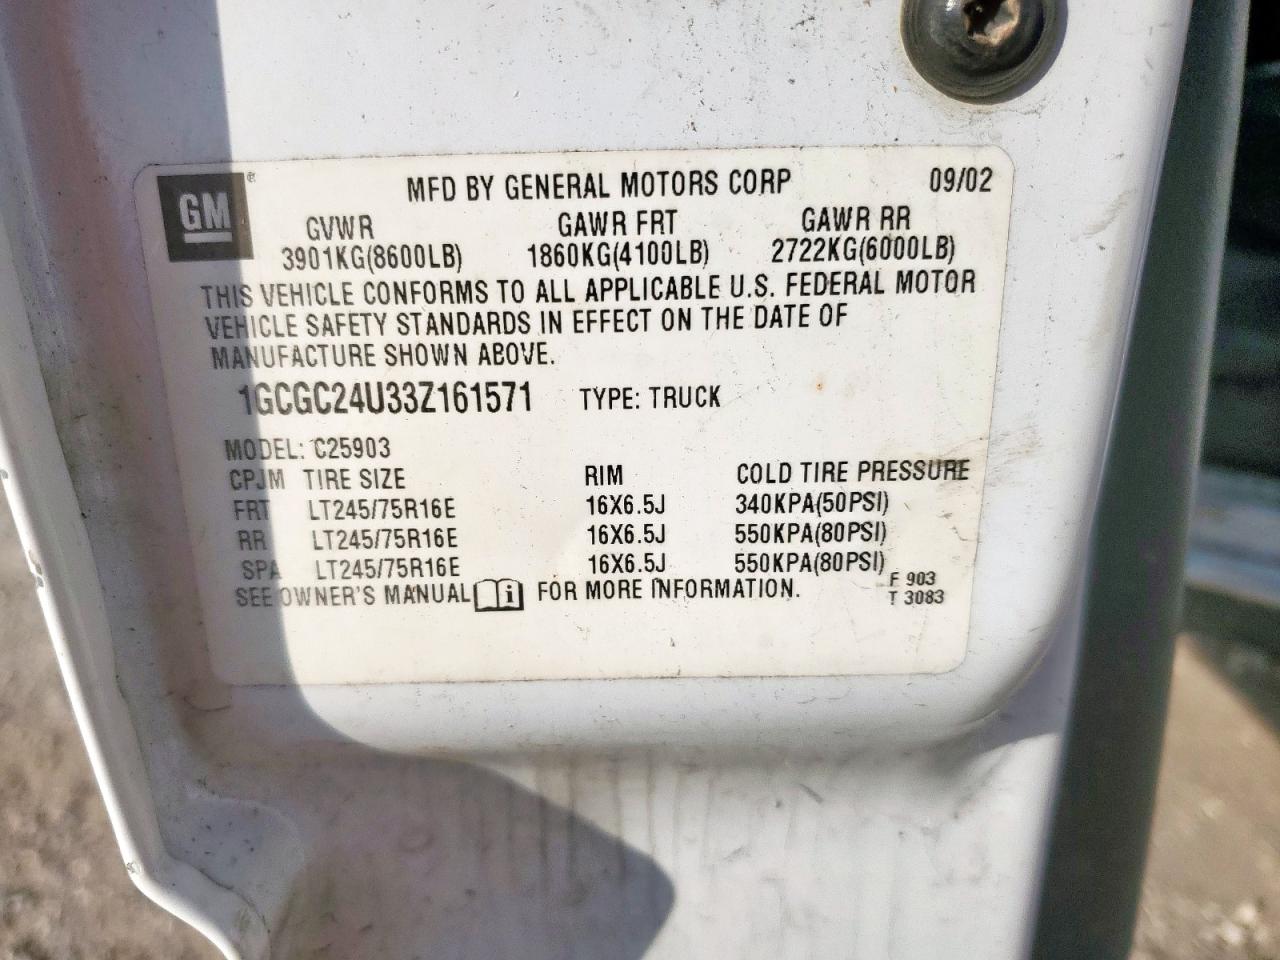 GM® MFD BY GENERAL MOTORS CORP 09/02
GVWR GAWR FRT GAWR RR
3901KG(8600LB) 1860KG(4100LB) 2722KG(6000LB)
THIS VEHICLE CONFORMS TO ALL APPLICABLE U.S. FEDERAL MOTOR
VEHICLE SAFETY STANDARDS IN EFFECT ON THE DATE OF
MANUFACTURE SHOWN ABOVE.
1GCGC24U33Z161571 TYPE: TRUCK
MODEL: C25903
CPJM TIRE SIZE RIM COLD TIRE PRESSURE
FRT LT245/75R16E 16X6.5J 340KPA(50PSI)
RR LT245/75R16E 16X6.5J 550KPA(80PSI)
SPA LT245/75R16E 16X6.5J 550KPA(80PSI)
SEE OWNER'S MANUAL i FOR MORE INFORMATION.
F 903
T 3083